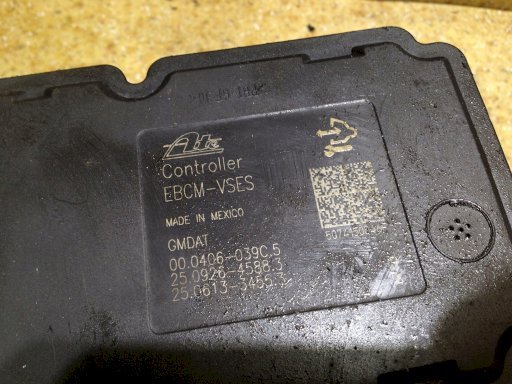 Ate
Controller
EBCM-VSES
MADE IN MEXICO
GMDAT
00.0406-039C.5
25.0926-4588.3
25.0613-3455.3